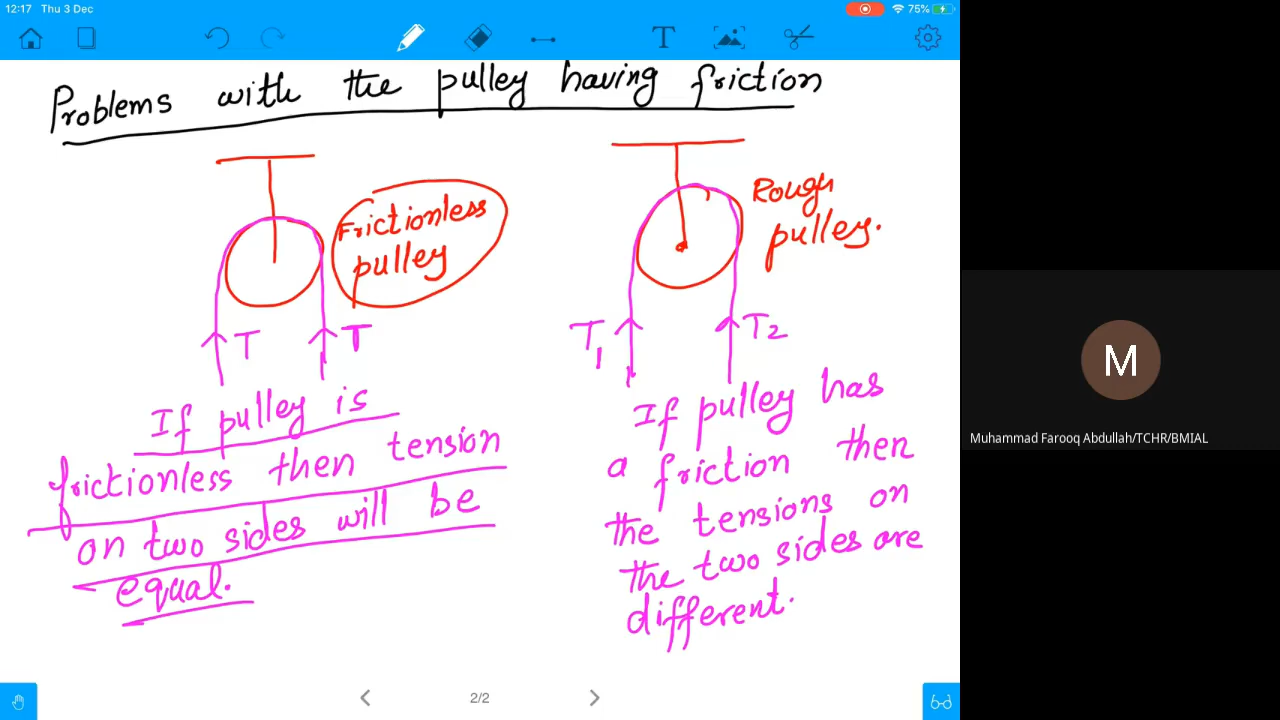 12:17 Thu 3 Dec
75%
T
Problems with the pulley having friction
Frictionless
pulley
T
T
If pulley is
frictionless then tension
on two sides will be
equal.
Rough
pulley.
T1
T2
If pulley has
a friction then
the tensions on
the two sides are
different.
2/2
M
Muhammad Farooq Abdullah/TCHR/BMIAL